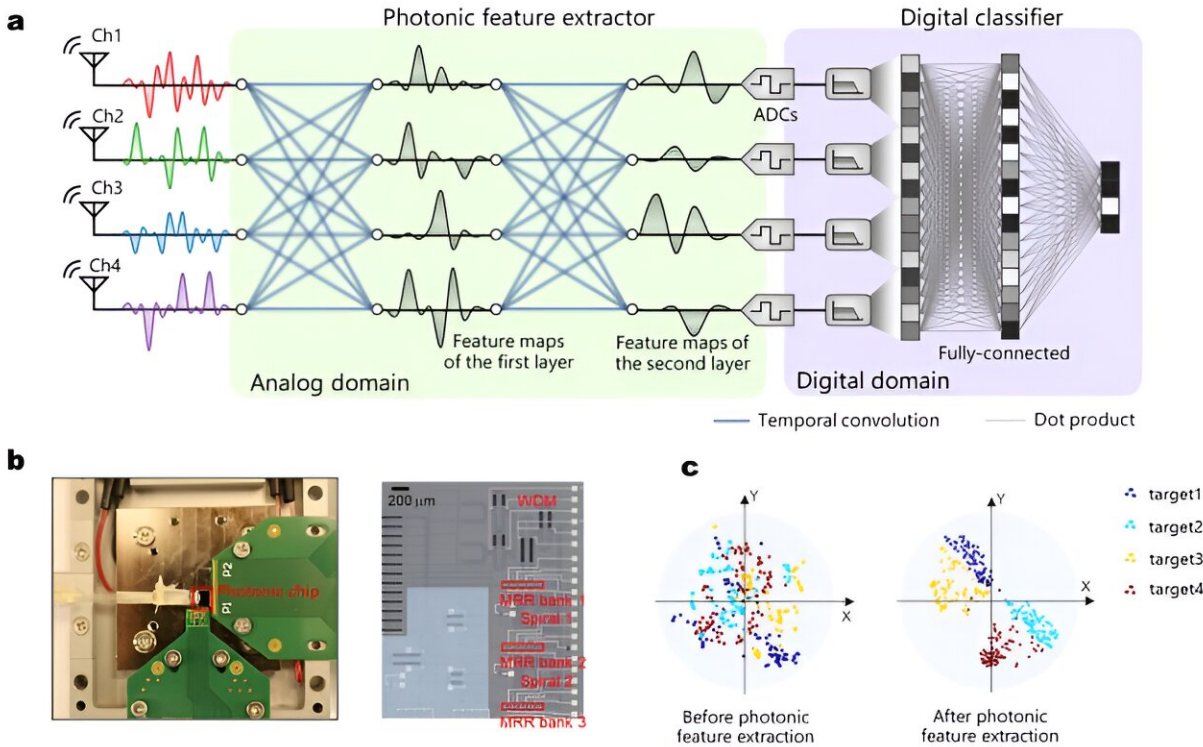 a
Photonic feature extractor
Digital classifier
Ch1
Ch2
Ch3
Ch4
ADCs
Feature maps
of the first layer
Feature maps of
the second layer
Fully-connected
Analog domain
Digital domain
Temporal convolution
Dot product
b
P2
Photonic chip
P1
200 μm
WDM
MRR bank 1
Spiral 1
MRR bank 2
Spiral 2
MRR bank 3
c
Y
X
Before photonic
feature extraction
Y
X
After photonic
feature extraction
target1
target2
target3
target4